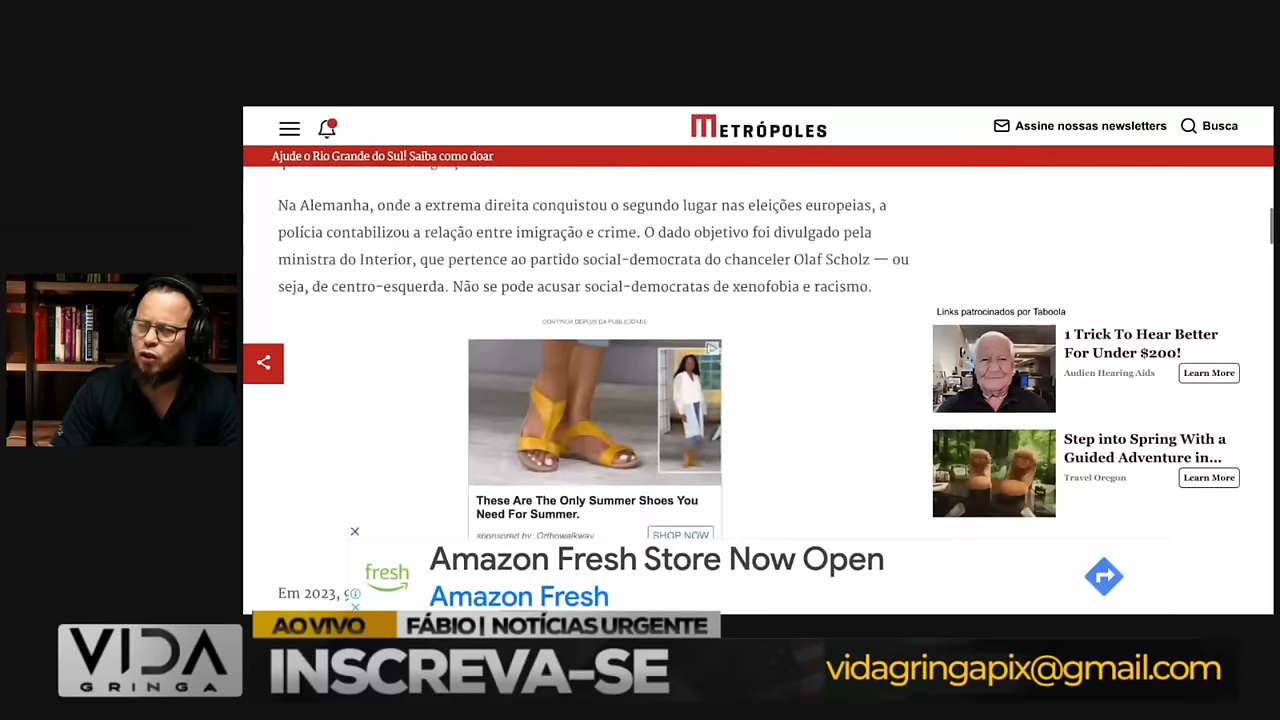 METRÓPOLES
Assine nossas newsletters
Busca
Ajude o Rio Grande do Sul! Saiba como doar
Na Alemanha, onde a extrema direita conquistou o segundo lugar nas eleições europeias, a
polícia contabilizou a relação entre imigração e crime. O dado objetivo foi divulgado pela
ministra do Interior, que pertence ao partido social-democrata do chanceler Olaf Scholz — ou
seja, de centro-esquerda. Não se pode acusar social-democratas de xenofobia e racismo.
CONTINUA DEPOIS DA PUBLICIDADE
These Are The Only Summer Shoes You
Need For Summer.
sponsored by: Orthowalkway
SHOP NOW
Links patrocinados por Taboola
1 Trick To Hear Better
For Under $200!
Audien Hearing Aids
Learn More
Step into Spring With a
Guided Adventure in...
Travel Oregon
Learn More
fresh
Amazon Fresh Store Now Open
Amazon Fresh
Em 2023,
AO VIVO
FÁBIO | NOTÍCIAS URGENTE
VIDA
GRINGA
INSCREVA-SE
vidagringapix@gmail.com